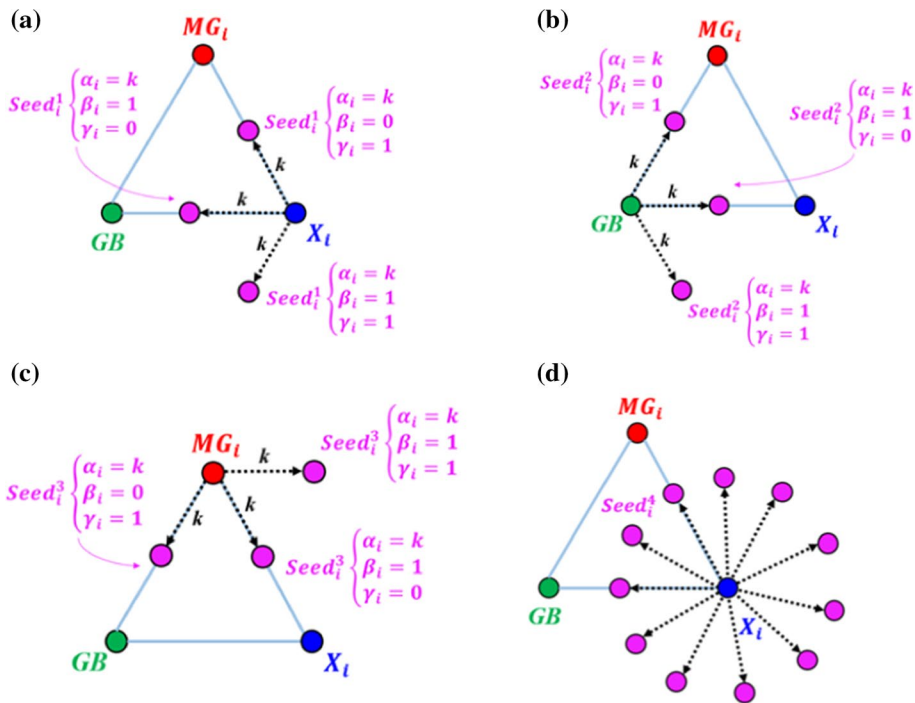 (a)
MG_i
Seed_i^1 { α_i = k
β_i = 1
γ_i = 0
Seed_i^1 { α_i = k
β_i = 0
γ_i = 1
k
k
k
GB
X_i
Seed_i^1 { α_i = k
β_i = 1
γ_i = 1
(b)
MG_i
Seed_i^2 { α_i = k
β_i = 0
γ_i = 1
Seed_i^2 { α_i = k
β_i = 1
γ_i = 0
k
k
k
GB
X_i
Seed_i^2 { α_i = k
β_i = 1
γ_i = 1
(c)
MG_i
k
Seed_i^3 { α_i = k
β_i = 1
γ_i = 1
Seed_i^3 { α_i = k
β_i = 0
γ_i = 1
k
k
Seed_i^3 { α_i = k
β_i = 1
γ_i = 0
GB
X_i
(d)
MG_i
Seed_i^4
GB
X_i